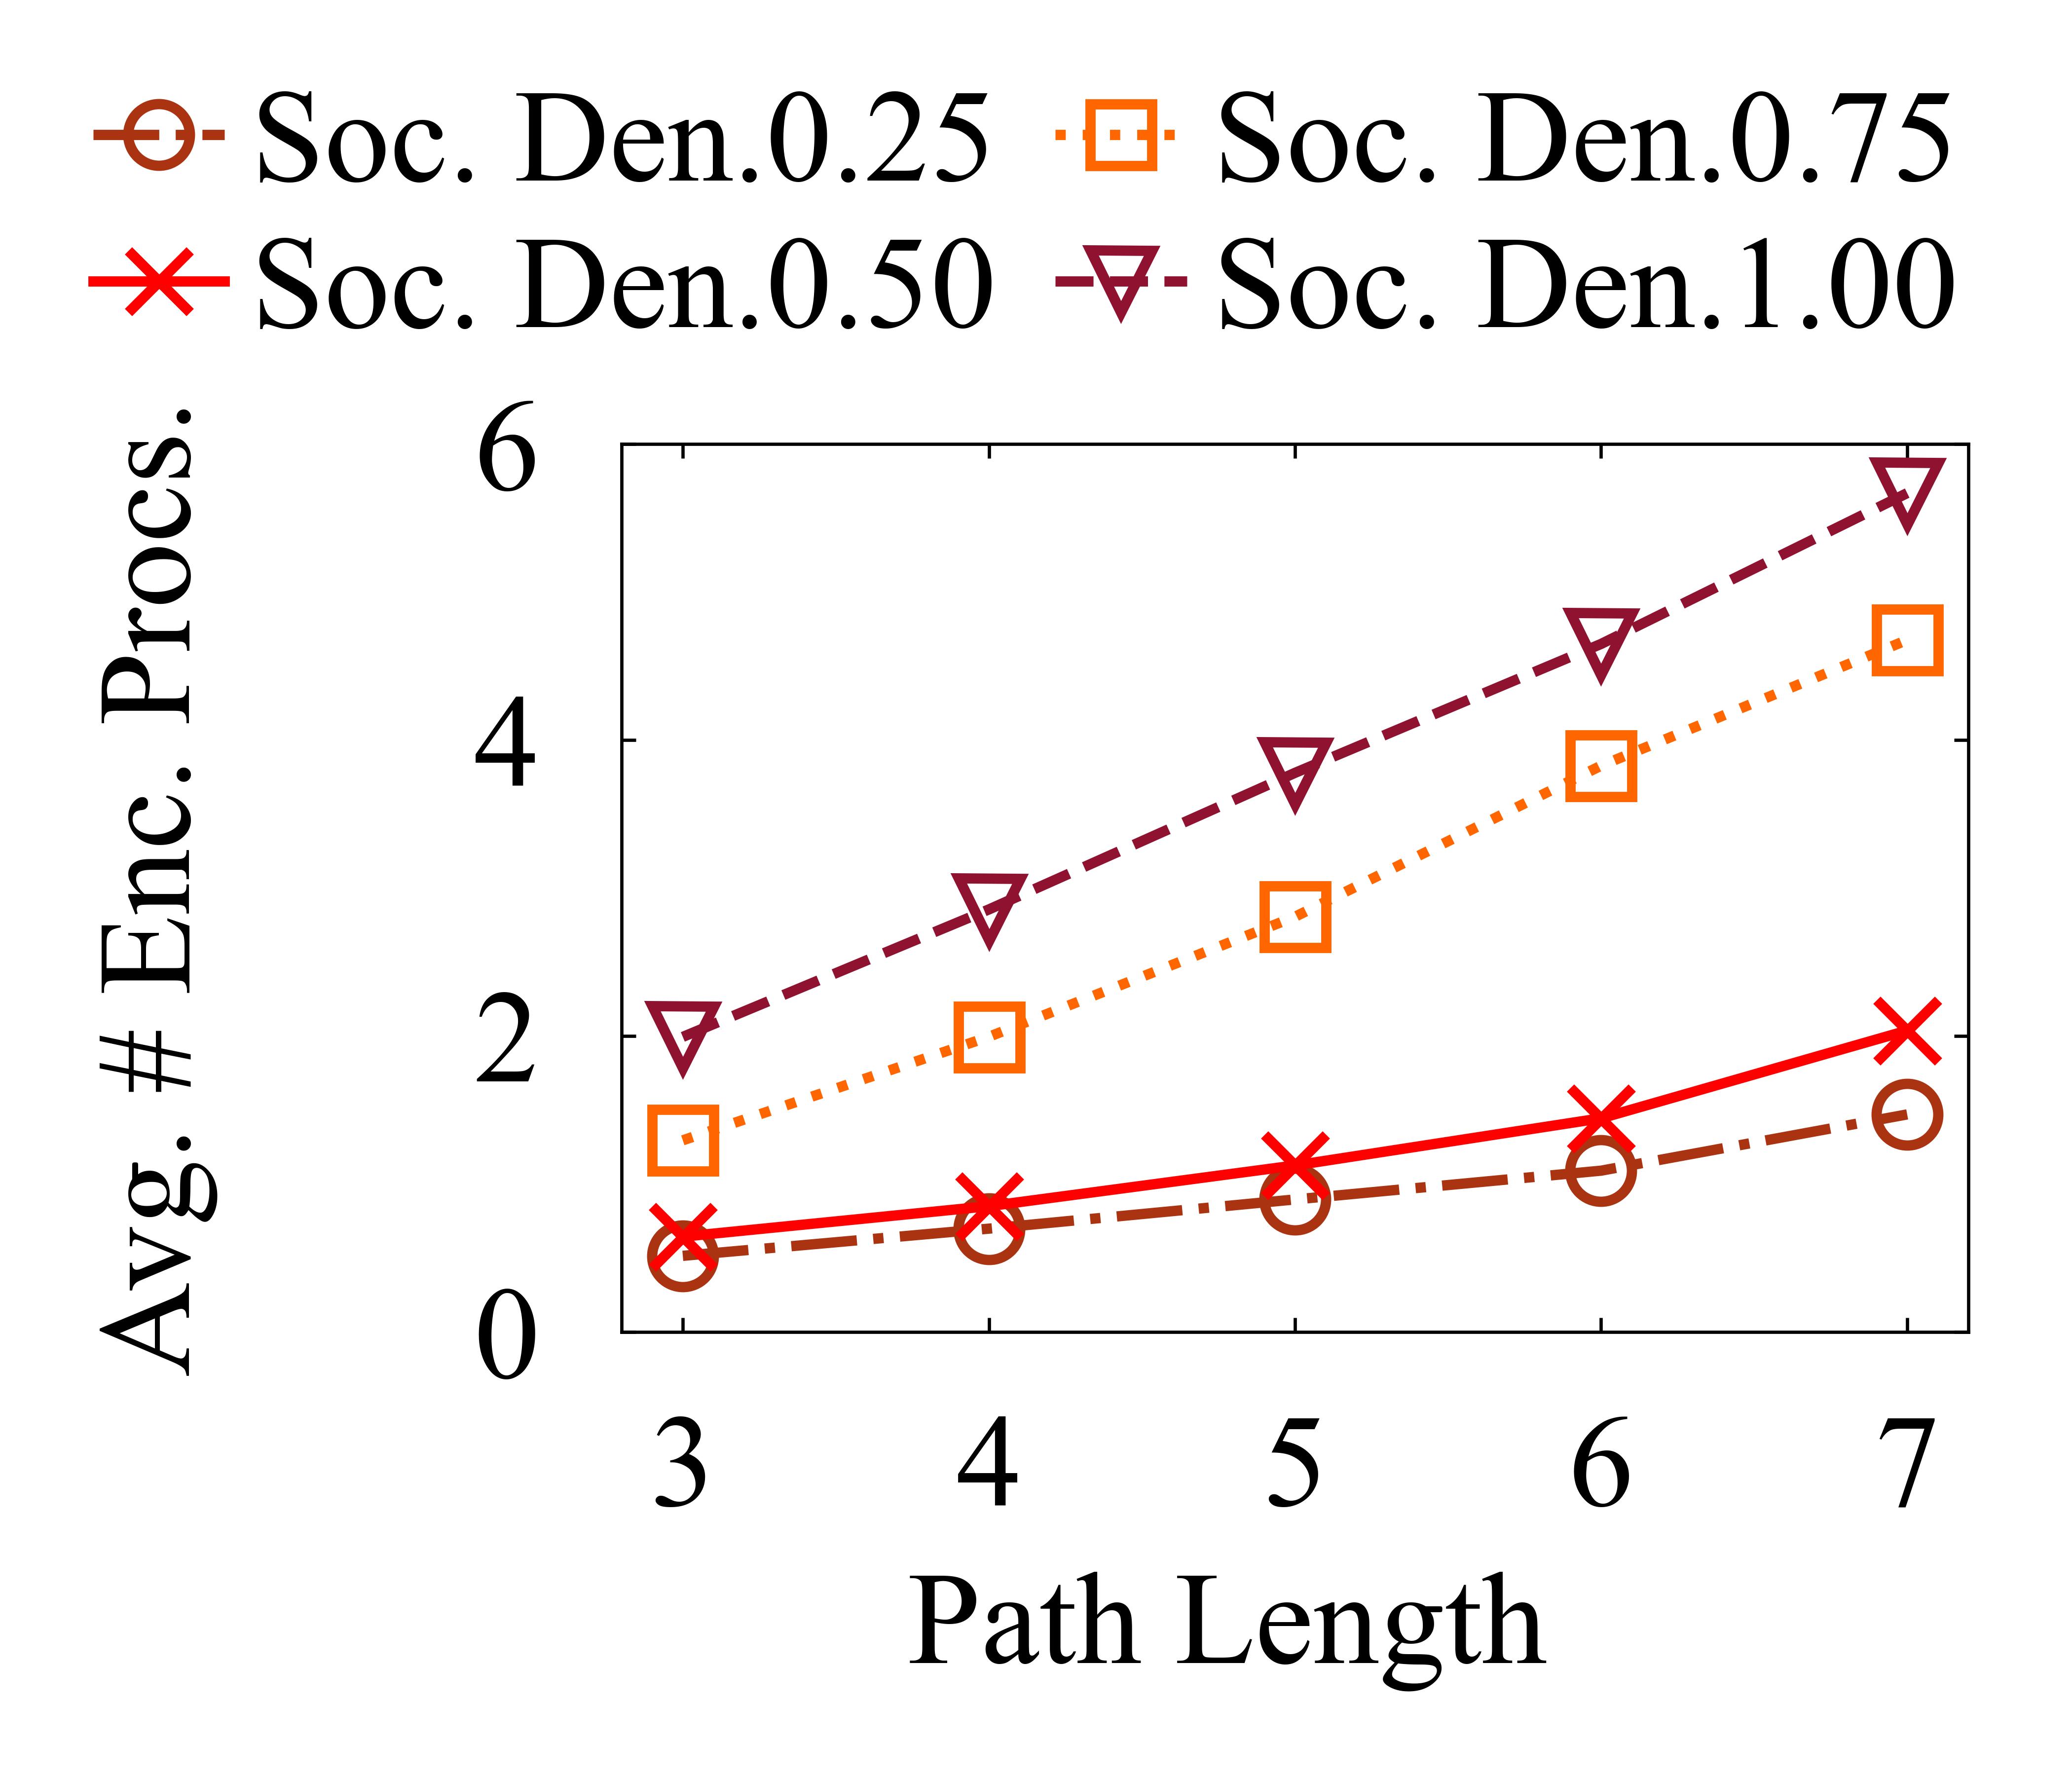 Soc. Den.0.25 Soc. Den.0.75
Soc. Den.0.50 Soc. Den.1.00
Avg. # Enc. Procs.
6
4
2
0
3 4 5 6 7
Path Length